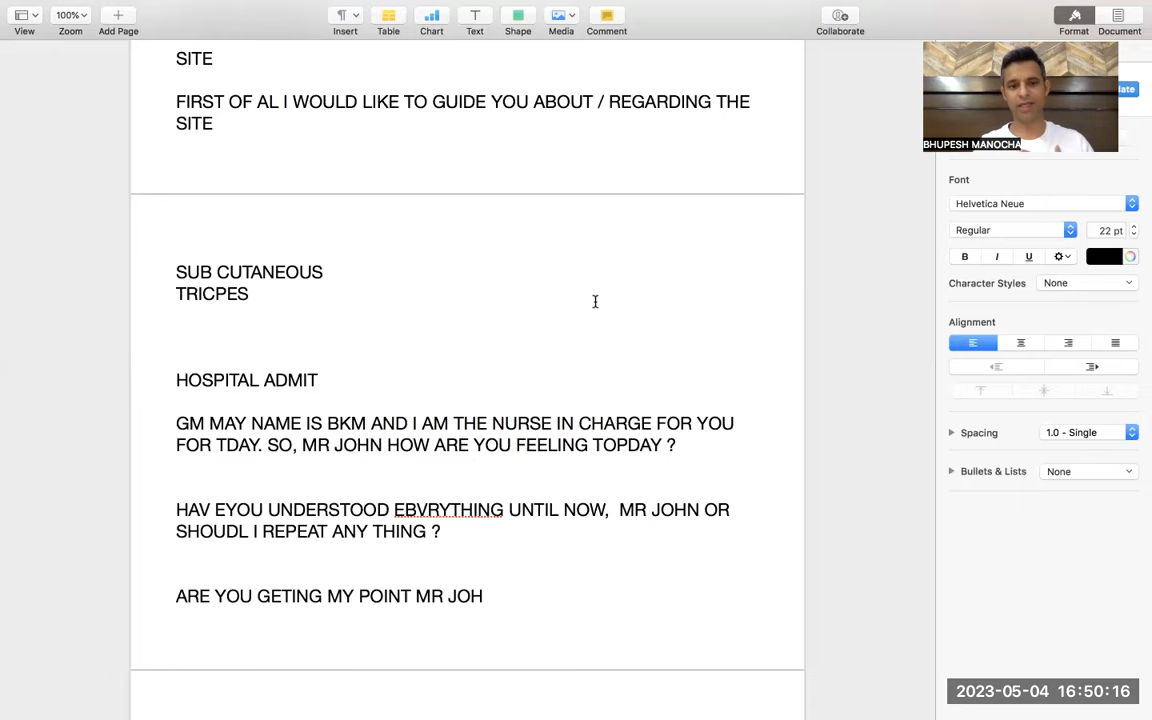 View
100%
Zoom
Add Page
Insert
Table
Chart
Text
Shape
Media
Comment
Collaborate
Format
Document
SITE
FIRST OF AL I WOULD LIKE TO GUIDE YOU ABOUT / REGARDING THE
SITE
SUB CUTANEOUS
TRICPES
HOSPITAL ADMIT
GM MAY NAME IS BKM AND I AM THE NURSE IN CHARGE FOR YOU
FOR TDAY. SO, MR JOHN HOW ARE YOU FEELING TOPDAY ?
HAV EYOU UNDERSTOOD EBVRYTHING UNTIL NOW,  MR JOHN OR
SHOUDL I REPEAT ANY THING ?
ARE YOU GETING MY POINT MR JOH
BHUPESH MANOCHA
Font
Helvetica Neue
Regular
22 pt
B I U
Character Styles
None
Alignment
Spacing
1.0 - Single
Bullets & Lists
None
2023-05-04 16:50:16